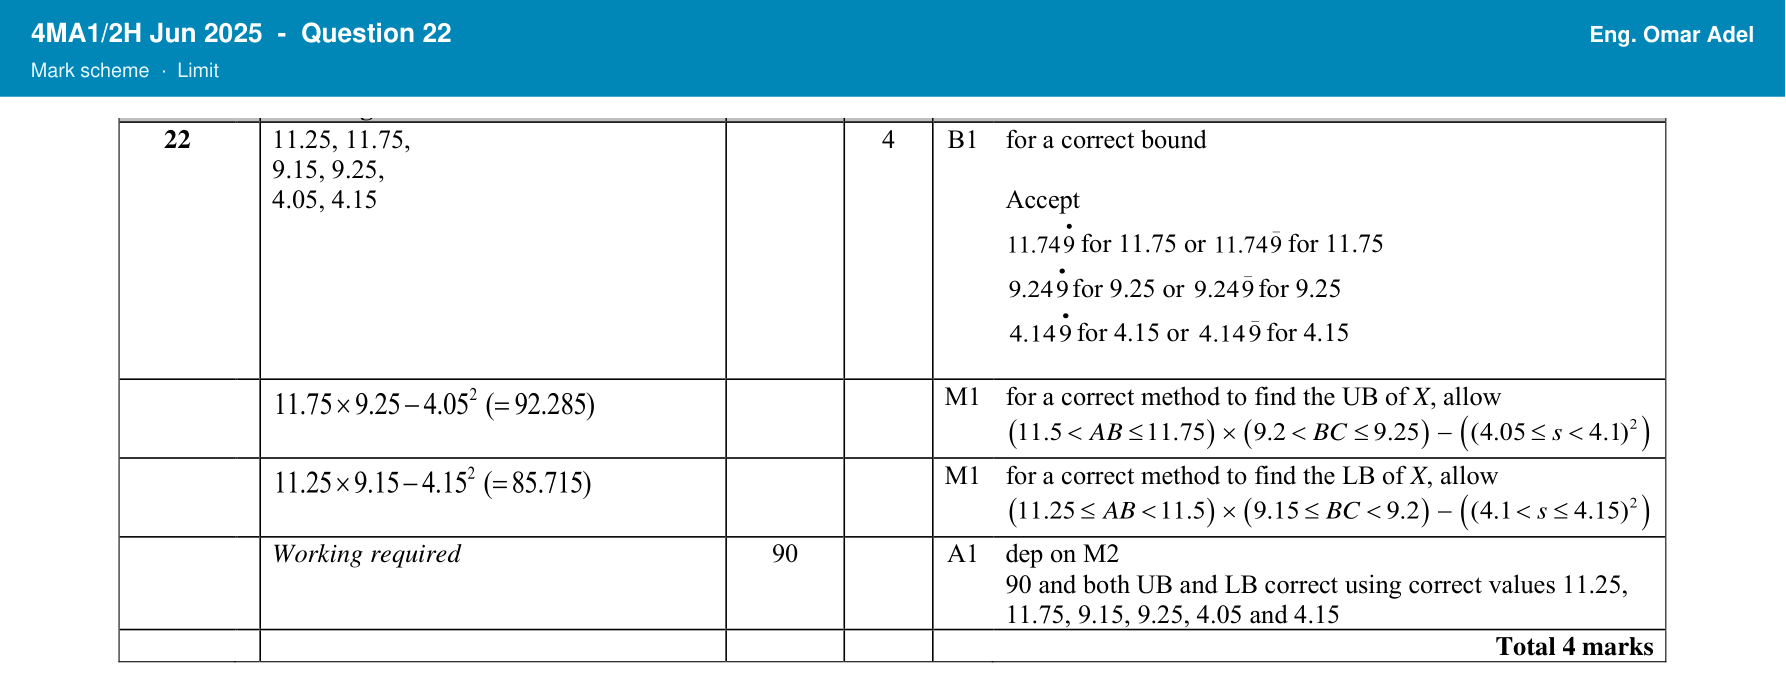 4MA1/2H Jun 2025 - Question 22
Eng. Omar Adel
Mark scheme · Limit
22 11.25, 11.75, 4 B1 for a correct bound
9.15, 9.25,
4.05, 4.15 Accept
11.749̇ for 11.75 or 11.749̄ for 11.75
9.249̇ for 9.25 or 9.249̄ for 9.25
4.149̇ for 4.15 or 4.149̄ for 4.15
11.75 × 9.25 − 4.05² (= 92.285) M1 for a correct method to find the UB of X, allow
(11.5 < AB ≤ 11.75) × (9.2 < BC ≤ 9.25) − ((4.05 ≤ s < 4.1)²)
11.25 × 9.15 − 4.15² (= 85.715) M1 for a correct method to find the LB of X, allow
(11.25 ≤ AB < 11.5) × (9.15 ≤ BC < 9.2) − ((4.1 < s ≤ 4.15)²)
Working required 90 A1 dep on M2
90 and both UB and LB correct using correct values 11.25,
11.75, 9.15, 9.25, 4.05 and 4.15
Total 4 marks